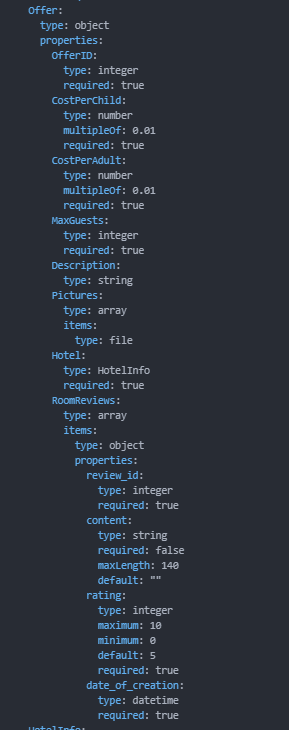 Offer:
type: object
properties:
OfferID:
type: integer
required: true
CostPerChild:
type: number
multipleOf: 0.01
required: true
CostPerAdult:
type: number
multipleOf: 0.01
required: true
MaxGuests:
type: integer
required: true
Description:
type: string
Pictures:
type: array
items:
type: file
Hotel:
type: HotelInfo
required: true
RoomReviews:
type: array
items:
type: object
properties:
review_id:
type: integer
required: true
content:
type: string
required: false
maxLength: 140
default: ""
rating:
type: integer
maximum: 10
minimum: 0
default: 5
required: true
date_of_creation:
type: datetime
required: true
HotelInfo: